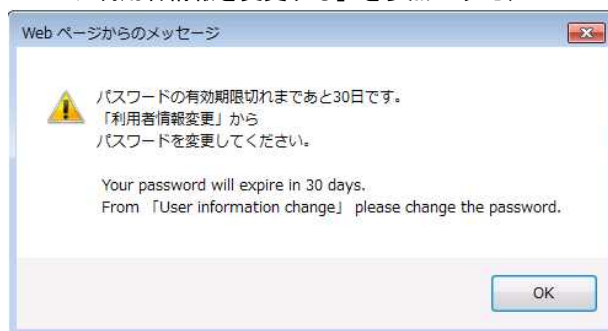 Web ページからのメッセージ
パスワードの有効期限切れまであと30日です。
「利用者情報変更」から
パスワードを変更してください。
Your password will expire in 30 days.
From 「User information change」 please change the password.
OK